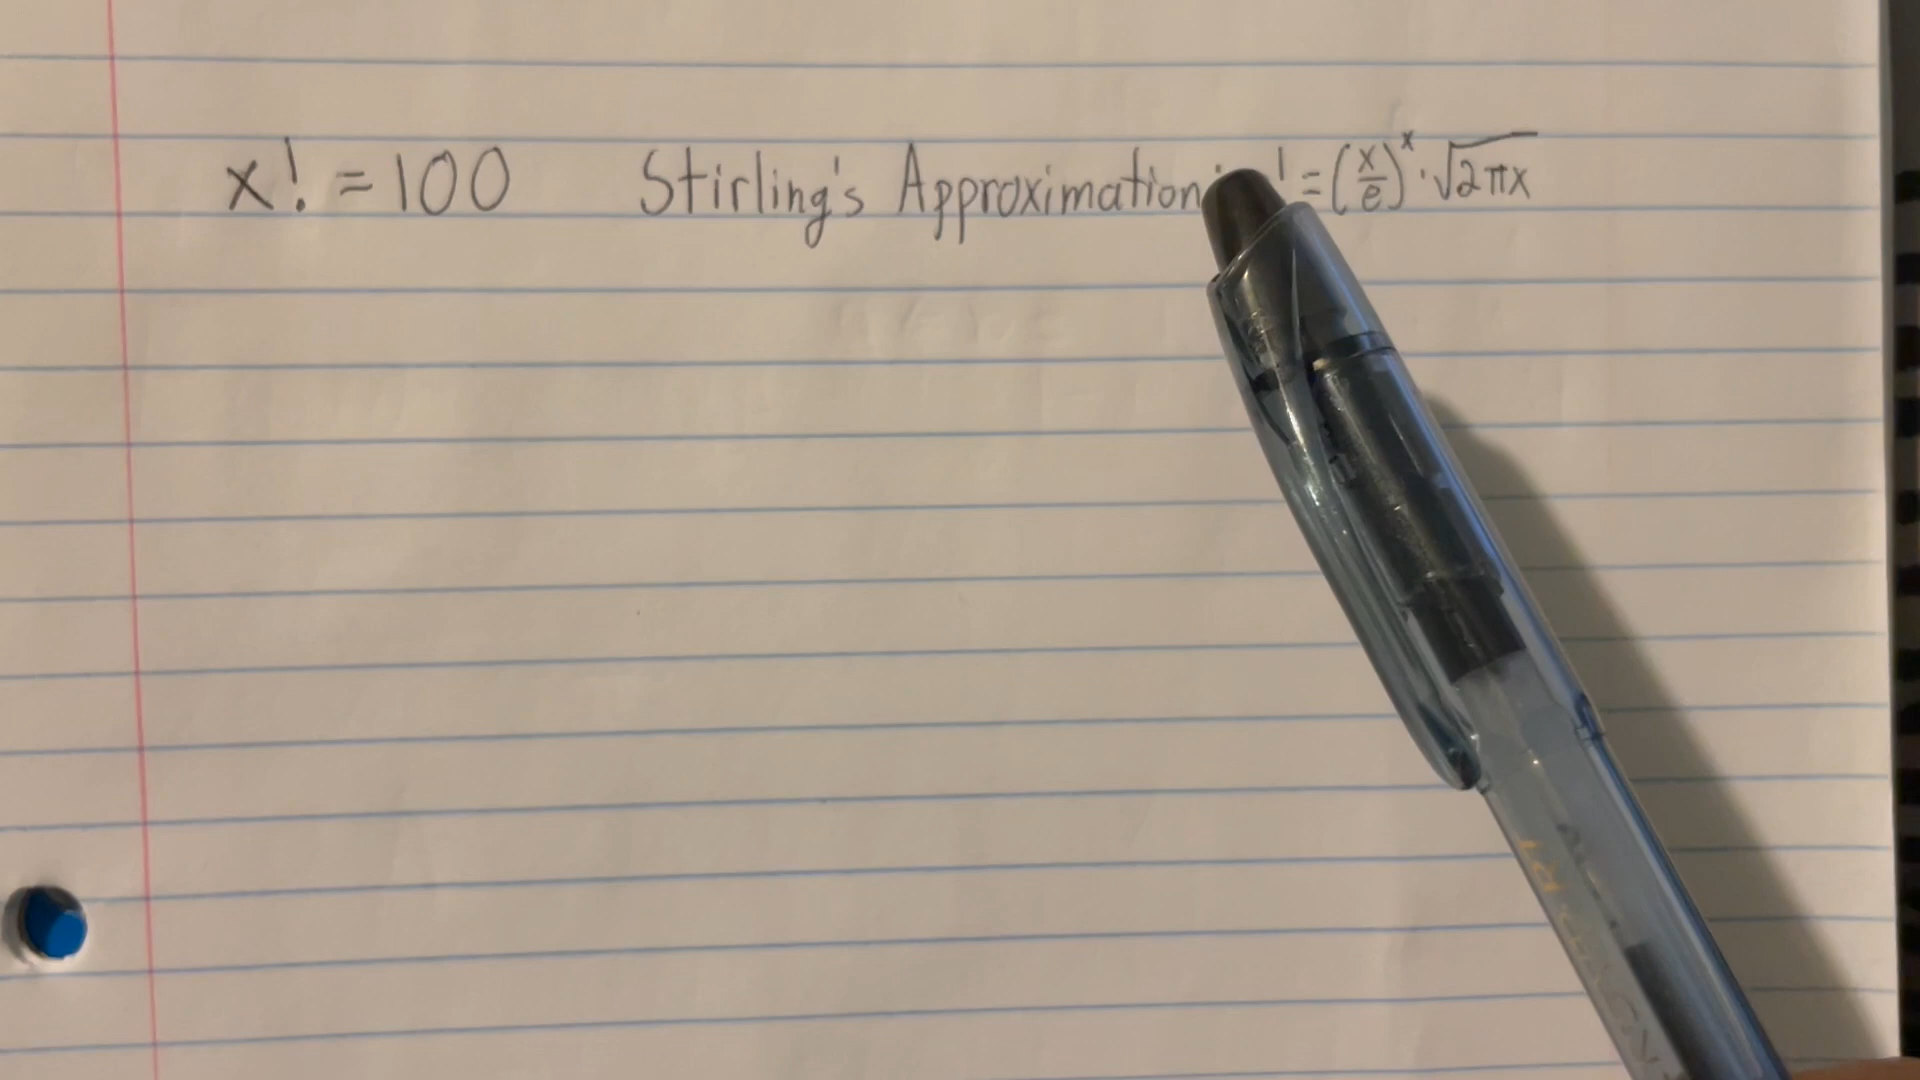 x! = 100 Stirling's Approximation: ! = (x/e)^x · √2πx